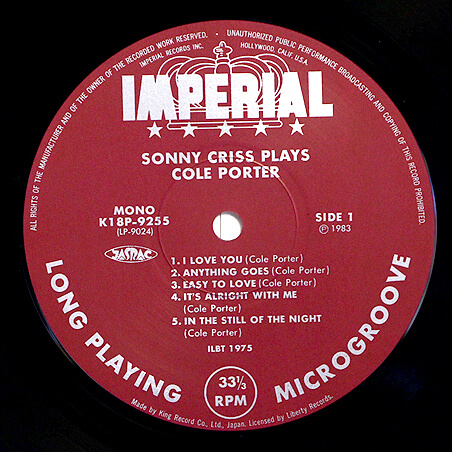 ALL RIGHTS OF THE MANUFACTURER AND OF THE OWNER OF THE RECORDED WORK RESERVED. • UNAUTHORIZED PUBLIC PERFORMANCE BROADCASTING AND COPYING OF THIS RECORD PROHIBITED.
IMPERIAL RECORDS INC. HOLLYWOOD, CALIF. U.S.A.
IMPERIAL
SONNY CRISS PLAYS
COLE PORTER
MONO
K18P-9255
(LP-9024)
JASRAC
SIDE 1
Ⓟ 1983
1. I LOVE YOU (Cole Porter)
2. ANYTHING GOES (Cole Porter)
3. EASY TO LOVE (Cole Porter)
4. IT'S ALRIGHT WITH ME
(Cole Porter)
5. IN THE STILL OF THE NIGHT
(Cole Porter)
ILBT 1975
LONG PLAYING
33⅓
RPM
MICROGROOVE
Made by King Record Co., Ltd., Japan. Licensed by Liberty Records.